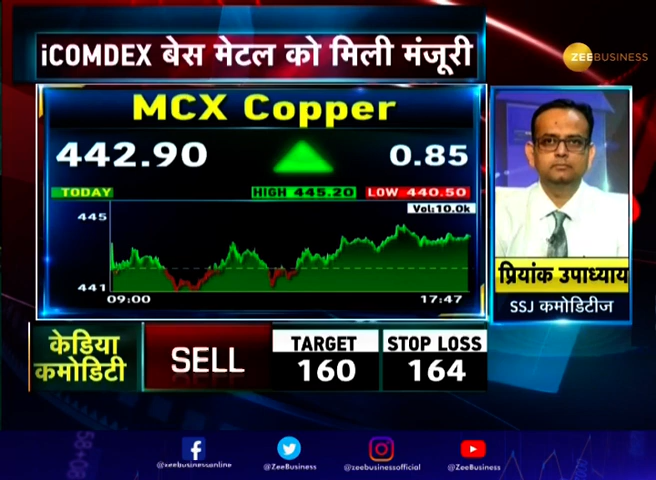 iCOMDEX बेस मेटल को मिली मंजूरी
ZEEBUSINESS
MCX Copper
442.90 0.85
TODAY HIGH 445.20 LOW 440.50
Vol:10.0k
445
441
09:00 17:47
प्रियांक उपाध्याय
SSJ कमोडिटीज
केडिया
कमोडिटी
SELL
TARGET
160
STOP LOSS
164
@zeebusinessonline @ZeeBusiness @zeebusinessofficial @ZeeBusiness